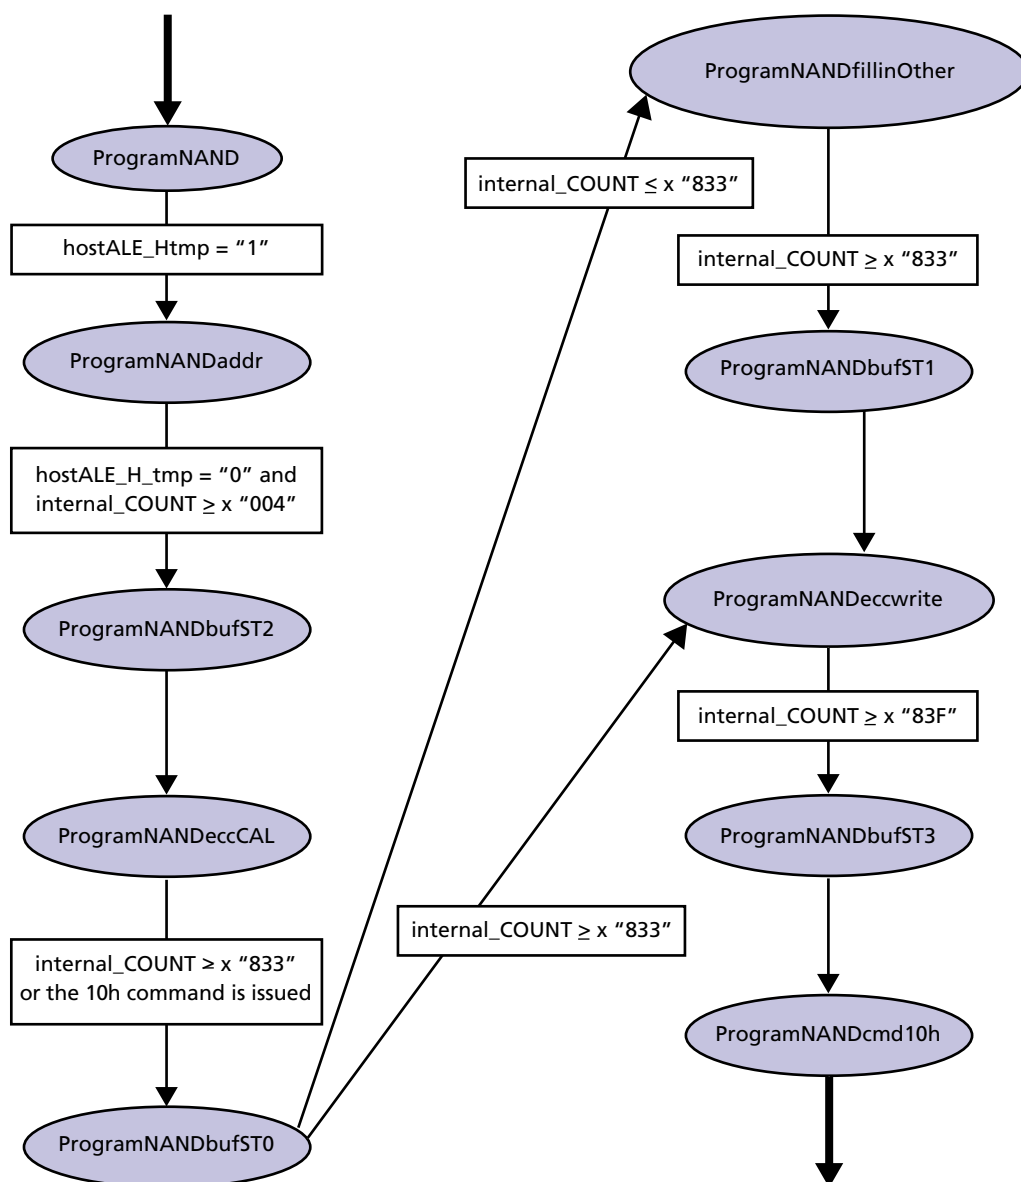 ProgramNAND
hostALE_Htmp = “1”
ProgramNANDaddr
hostALE_H_tmp = “0” and
internal_COUNT ≥ x “004”
ProgramNANDbufST2
ProgramNANDeccCAL
internal_COUNT ≥ x “833”
or the 10h command is issued
ProgramNANDbufST0
internal_COUNT ≤ x “833”
internal_COUNT ≥ x “833”
ProgramNANDfillinOther
internal_COUNT ≥ x “833”
ProgramNANDbufST1
ProgramNANDeccwrite
internal_COUNT ≥ x “83F”
ProgramNANDbufST3
ProgramNANDcmd10h